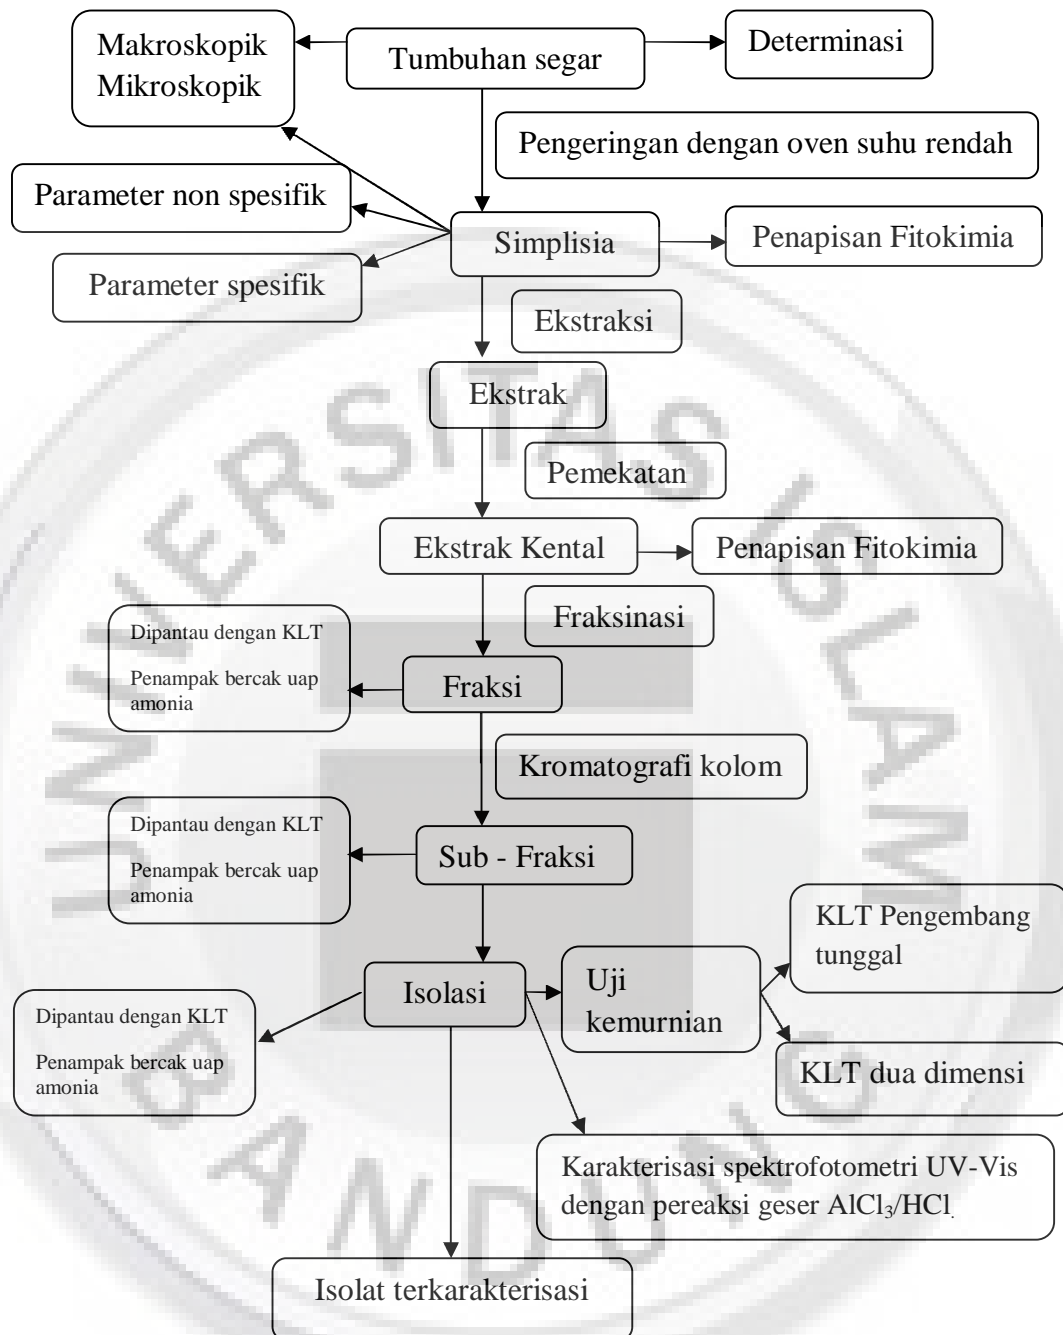 Makroskopik
Mikroskopik
Tumbuhan segar
Determinasi
Pengeringan dengan oven suhu rendah
Parameter non spesifik
Simplisia
Penapisan Fitokimia
Parameter spesifik
Ekstraksi
Ekstrak
Pemekatan
Ekstrak Kental
Penapisan Fitokimia
Fraksinasi
Dipantau dengan KLT
Penampak bercak uap
amonia
Fraksi
Kromatografi kolom
Dipantau dengan KLT
Penampak bercak uap
amonia
Sub - Fraksi
KLT Pengembang
tunggal
Isolasi
Uji
kemurnian
Dipantau dengan KLT
Penampak bercak uap
amonia
KLT dua dimensi
Karakterisasi spektrofotometri UV-Vis
dengan pereaksi geser AlCl₃/HCl.
Isolat terkarakterisasi
UNIVERSITAS ISLAM
BANDUNG